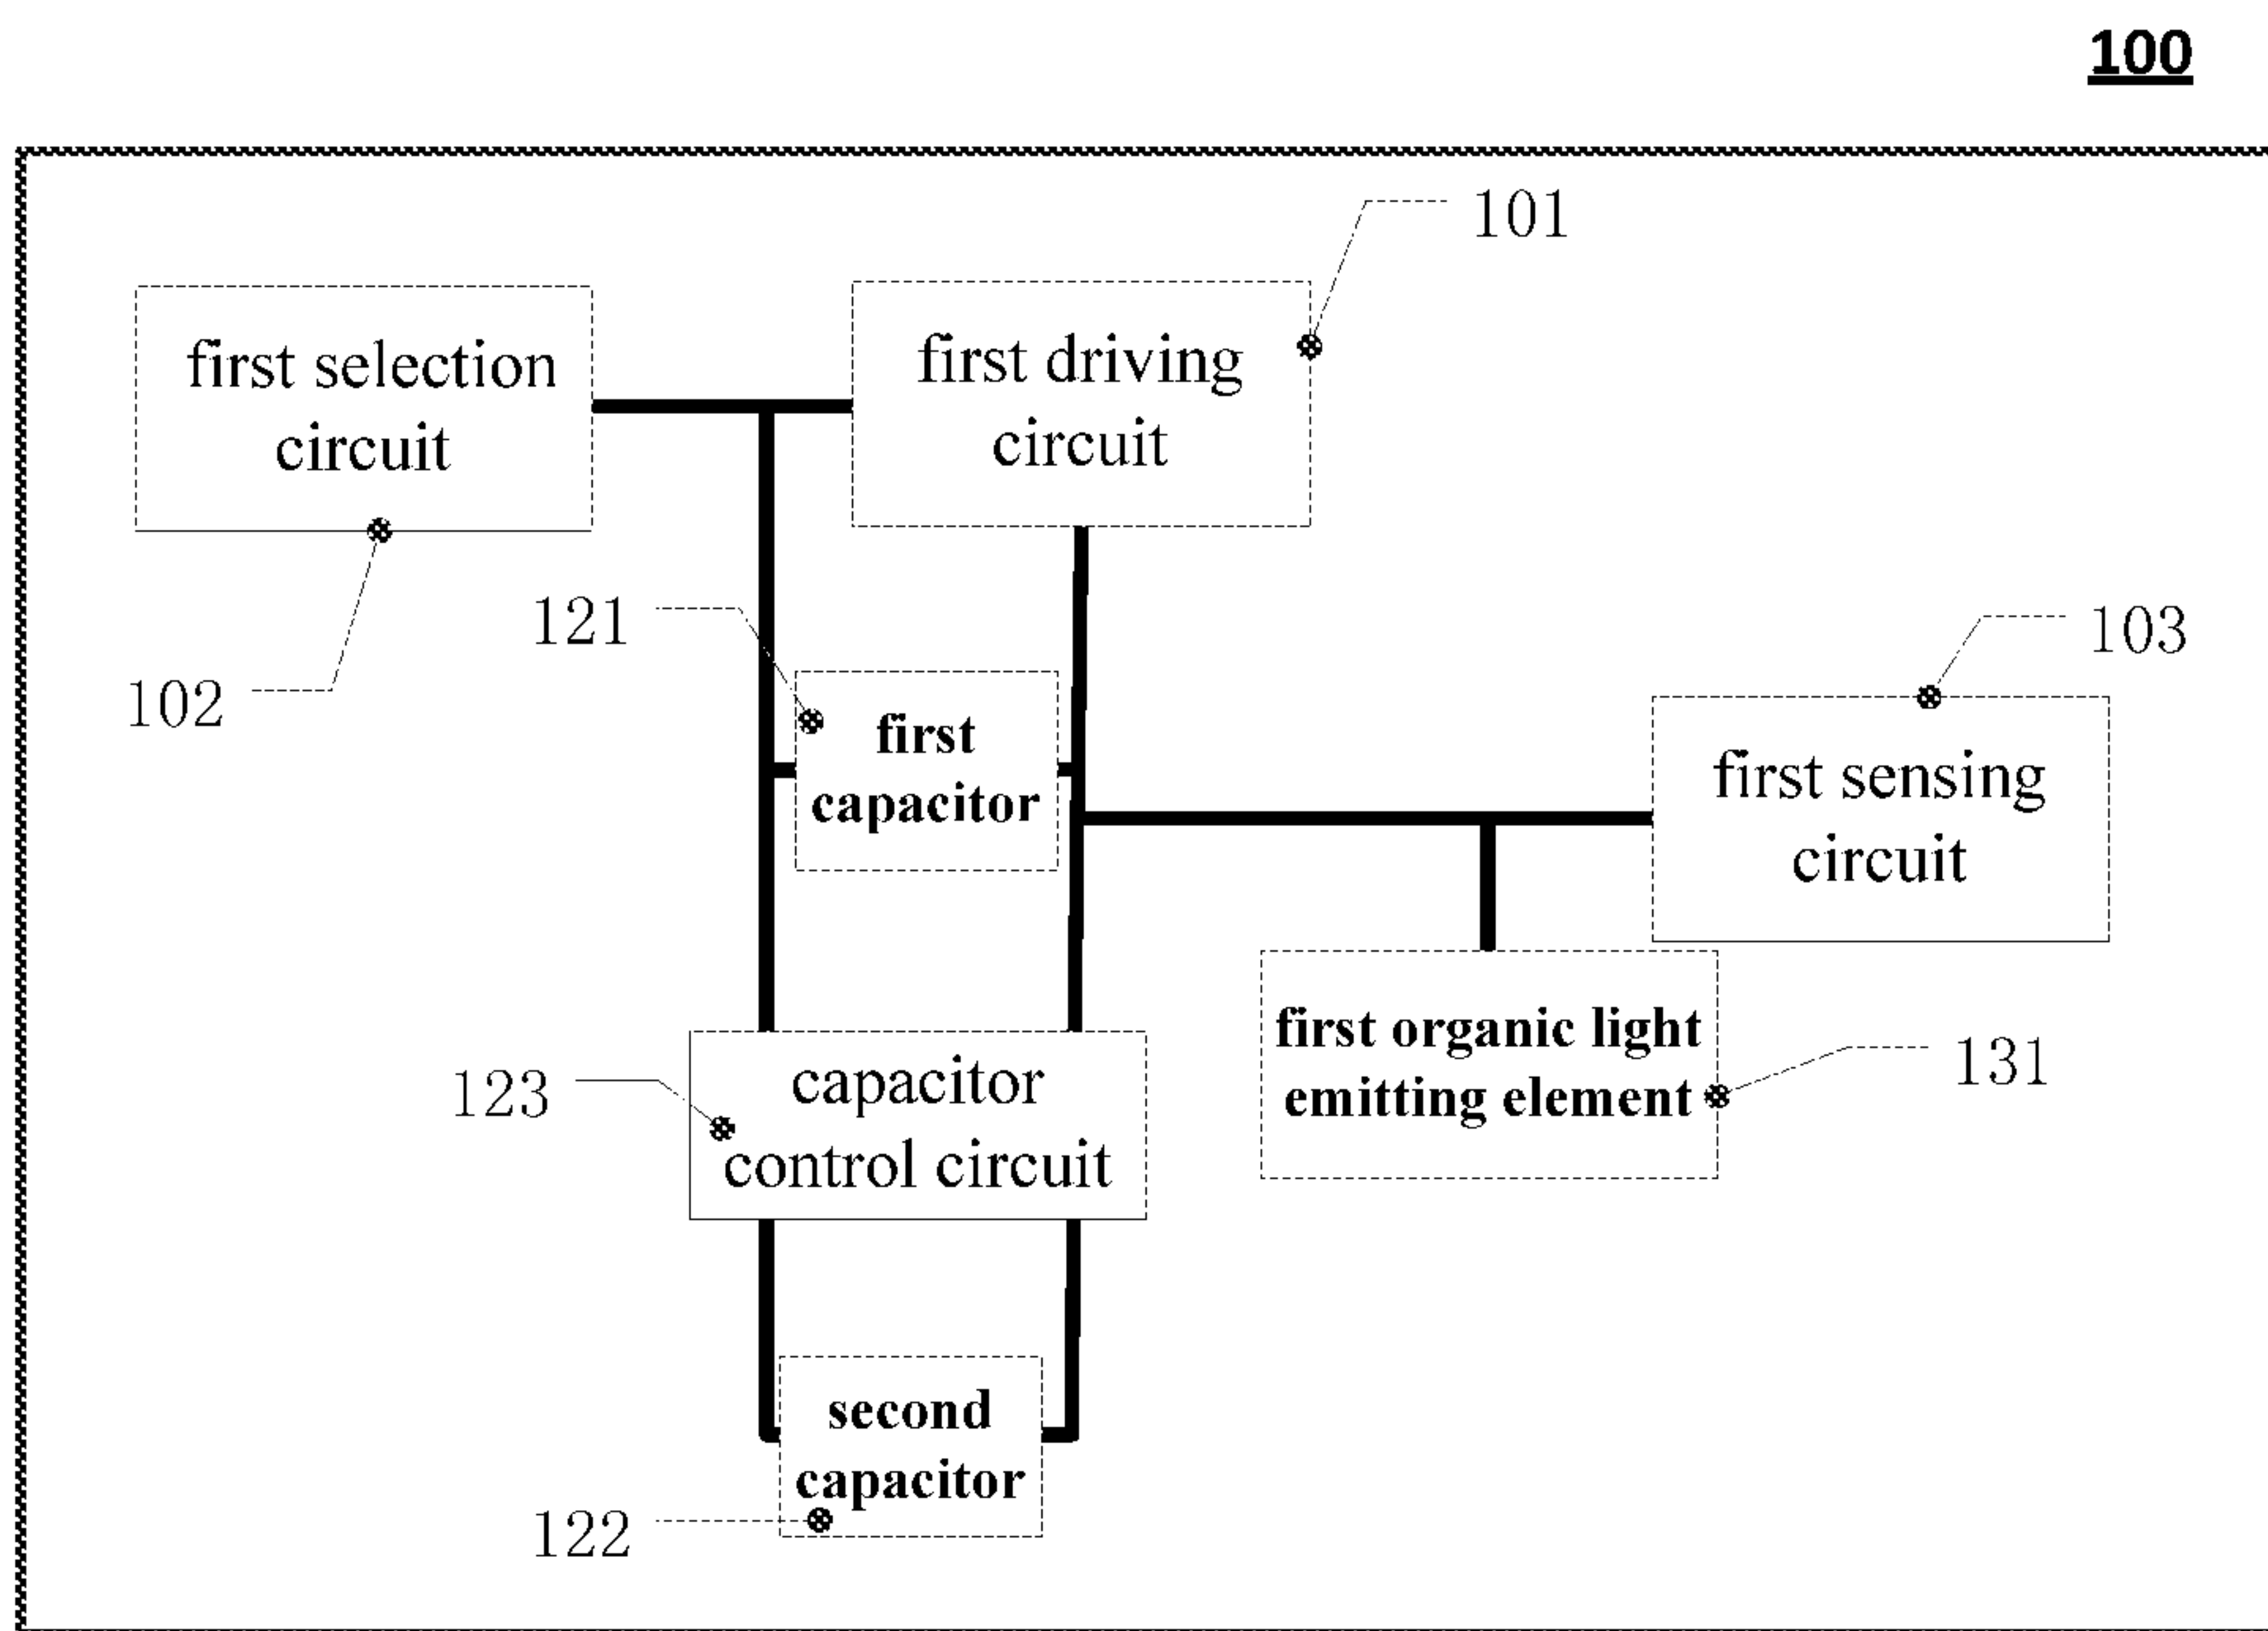 100
101
first selection
circuit
first driving
circuit
121
102
103
first
capacitor
first sensing
circuit
first organic light
emitting element
131
123
capacitor
control circuit
second
capacitor
122